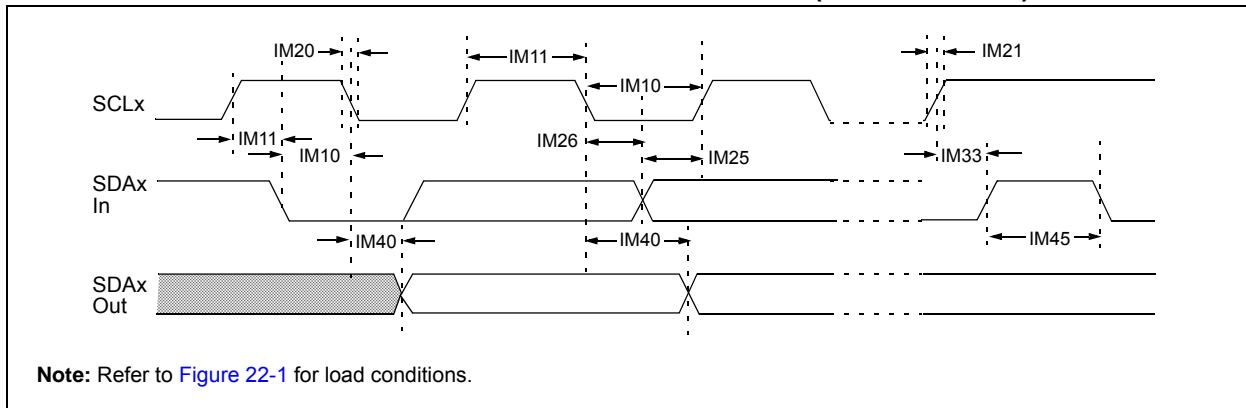 IM20
IM11
IM21
SCLx
IM10
IM11
IM10
IM26
IM25
IM33
SDAx
In
IM40
IM40
IM45
SDAx
Out
Note: Refer to Figure 22-1 for load conditions.